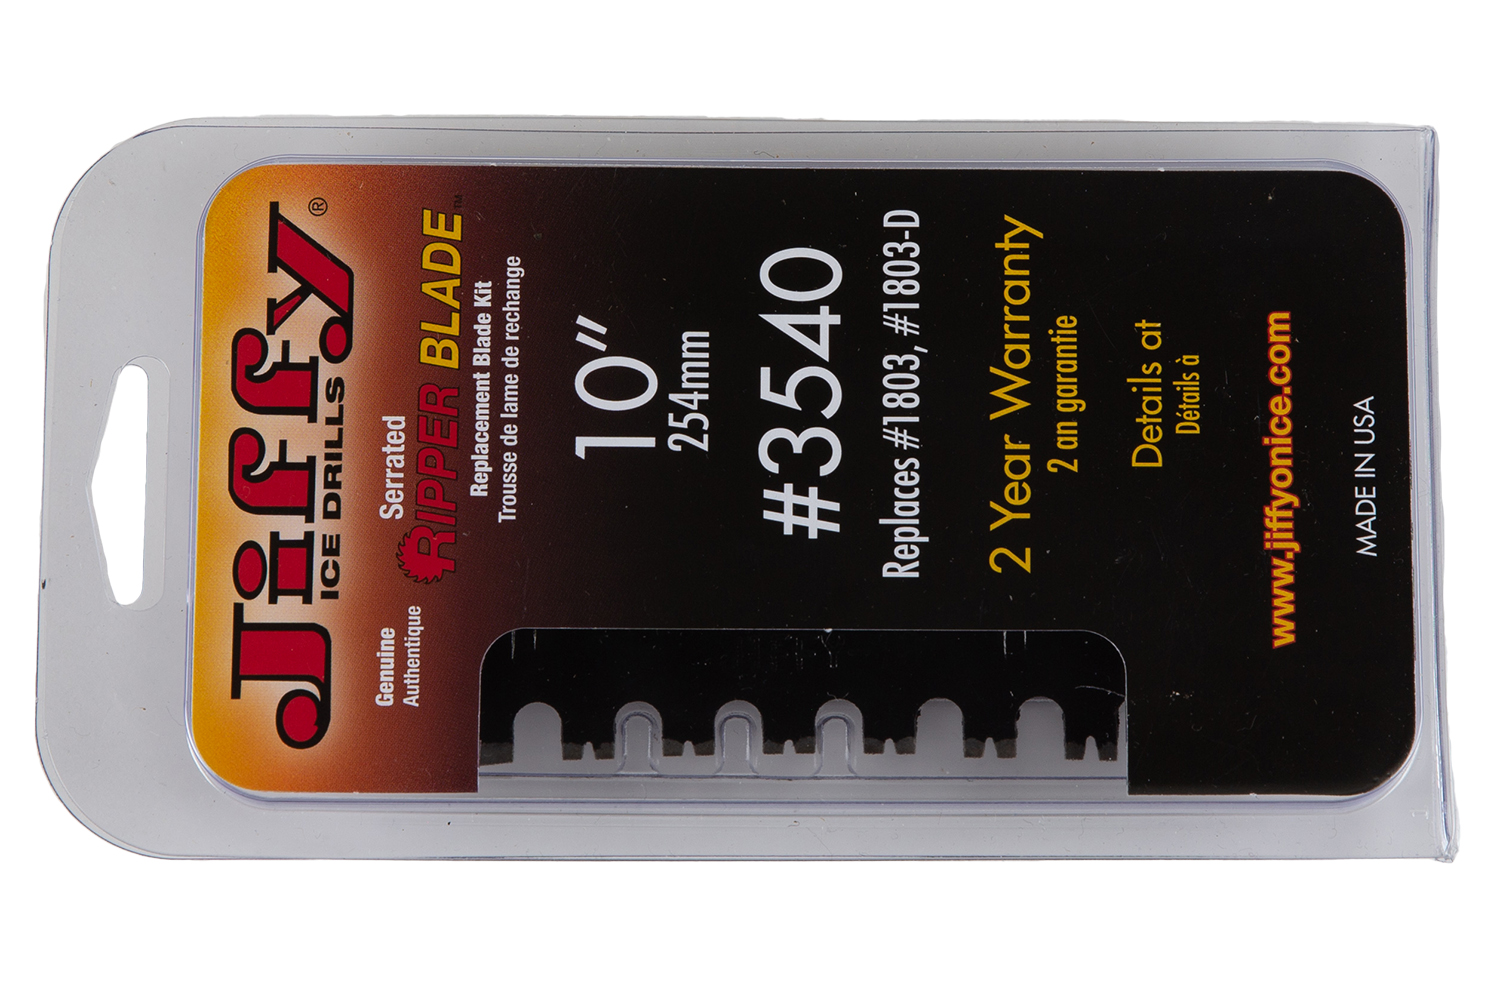 Jiffy®
ICE DRILLS
Genuine
Authentique
Serrated
RIPPER BLADE™
Replacement Blade Kit
Trousse de lame de rechange
10"
254mm
#3540
Replaces #1803, #1803-D
2 Year Warranty
2 an garantie
Details at
Détails à
www.jiffyonice.com
MADE IN USA